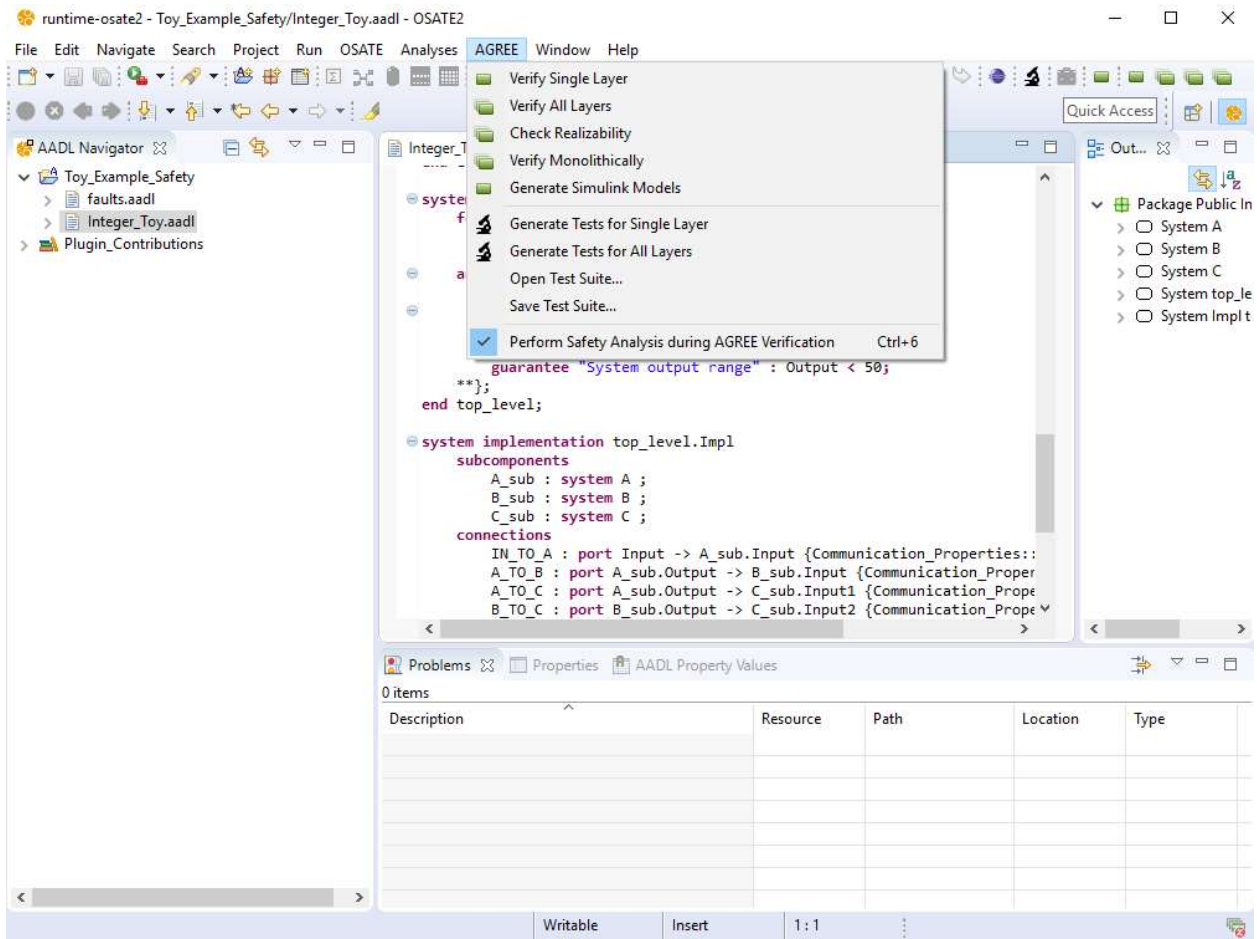 runtime-osate2 - Toy_Example_Safety/Integer_Toy.aadl - OSATE2
File Edit Navigate Search Project Run OSATE Analyses AGREE Window Help
Verify Single Layer
Verify All Layers
Check Realizability
Verify Monolithically
Generate Simulink Models
Generate Tests for Single Layer
Generate Tests for All Layers
Open Test Suite...
Save Test Suite...
Perform Safety Analysis during AGREE Verification Ctrl+6
Quick Access
AADL Navigator
Toy_Example_Safety
faults.aadl
Integer_Toy.aadl
Plugin_Contributions
Integer_T
syste
f
a
guarantee "System output range" : Output < 50;
**};
end top_level;
system implementation top_level.Impl
subcomponents
A_sub : system A ;
B_sub : system B ;
C_sub : system C ;
connections
IN_TO_A : port Input -> A_sub.Input {Communication_Properties::
A_TO_B : port A_sub.Output -> B_sub.Input {Communication_Proper
A_TO_C : port A_sub.Output -> C_sub.Input1 {Communication_Prope
B_TO_C : port B_sub.Output -> C_sub.Input2 {Communication_Prope
Out...
Package Public In
System A
System B
System C
System top_le
System Impl t
Problems Properties AADL Property Values
0 items
Description Resource Path Location Type
Writable Insert 1 : 1